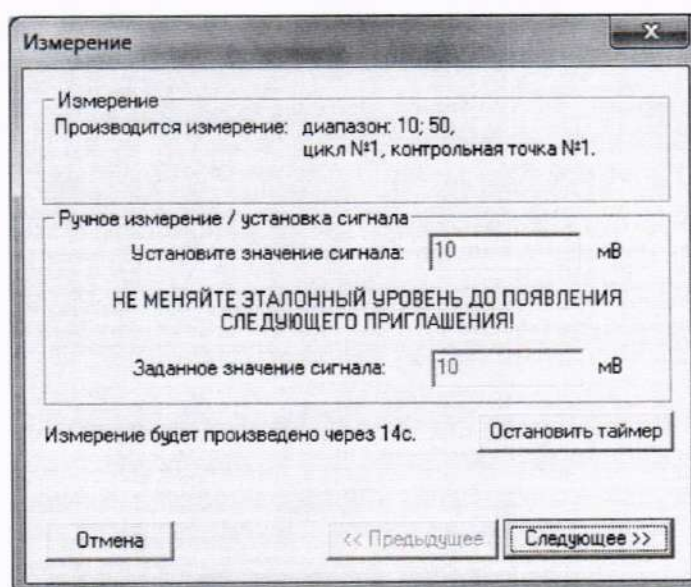 Измерение
x
Измерение
Производится измерение: диапазон: 10; 50,
цикл №1, контрольная точка №1.
Ручное измерение / установка сигнала
Установите значение сигнала: 10 мВ
НЕ МЕНЯЙТЕ ЭТАЛОННЫЙ УРОВЕНЬ ДО ПОЯВЛЕНИЯ
СЛЕДУЮЩЕГО ПРИГЛАШЕНИЯ!
Заданное значение сигнала: 10 мВ
Измерение будет произведено через 14с. Остановить таймер
Отмена << Предыдущее Следующее >>